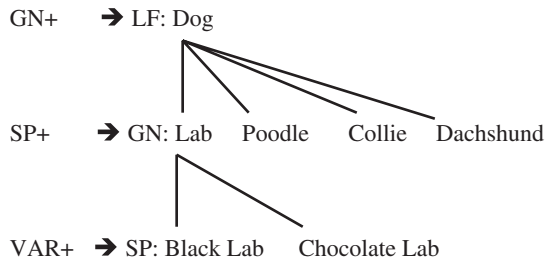 GN+ ➔ LF: Dog
SP+ ➔ GN: Lab Poodle Collie Dachshund
VAR+ ➔ SP: Black Lab Chocolate Lab